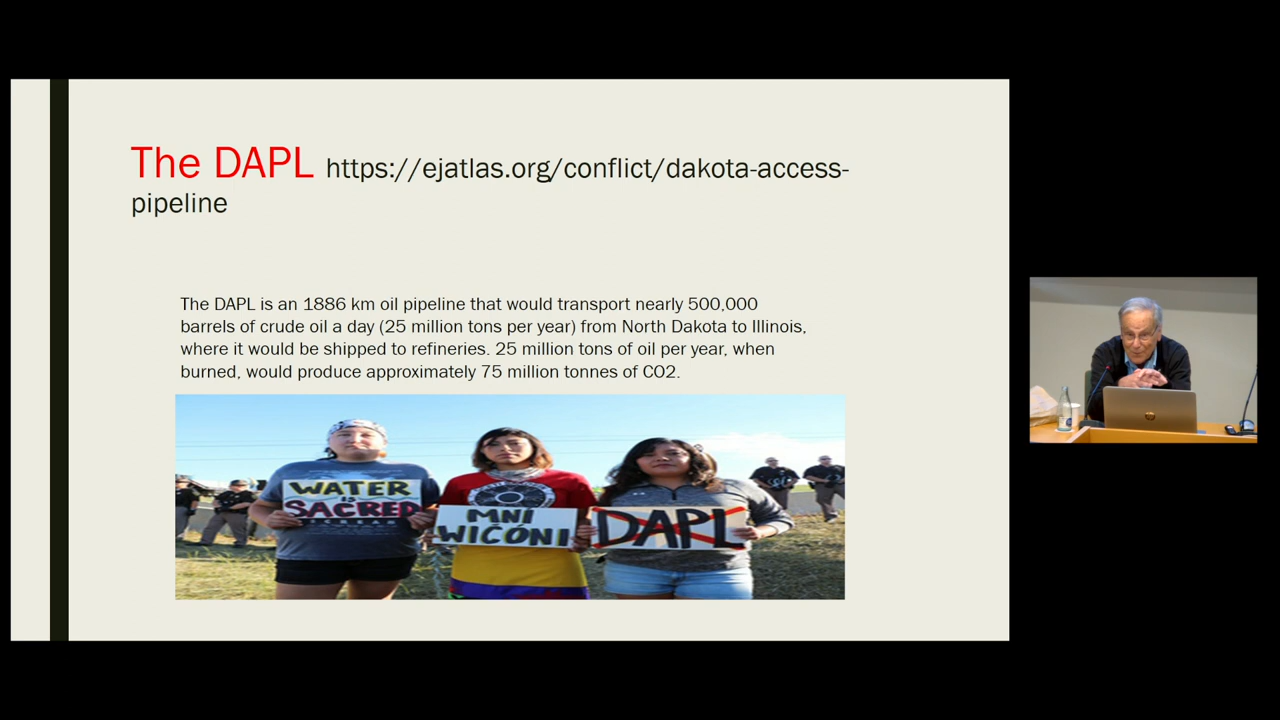 The DAPL https://ejatlas.org/conflict/dakota-access-
pipeline
The DAPL is an 1886 km oil pipeline that would transport nearly 500,000
barrels of crude oil a day (25 million tons per year) from North Dakota to Illinois,
where it would be shipped to refineries. 25 million tons of oil per year, when
burned, would produce approximately 75 million tonnes of CO2.
WATER
IS
SACRED
MNI
WIČÓNI
DAPL